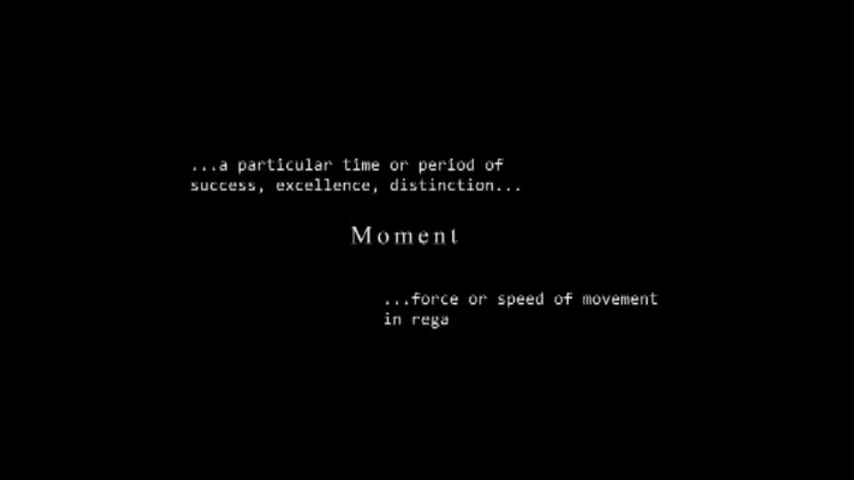 ...a particular time or period of
success, excellence, distinction...
Moment
...force or speed of movement
in rega